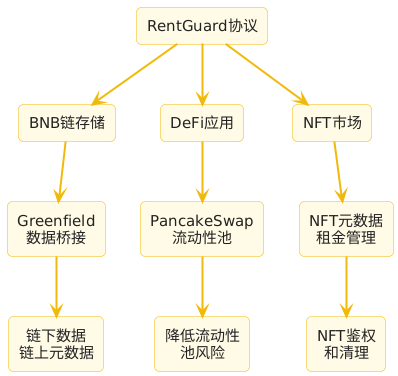 RentGuard协议
BNB链存储
DeFi应用
NFT市场
Greenfield
数据桥接
PancakeSwap
流动性池
NFT元数据
租金管理
链下数据
链上元数据
降低流动性
池风险
NFT鉴权
和清理